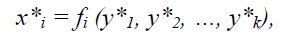 x*i = fi (y*1, y*2, ..., y*k),